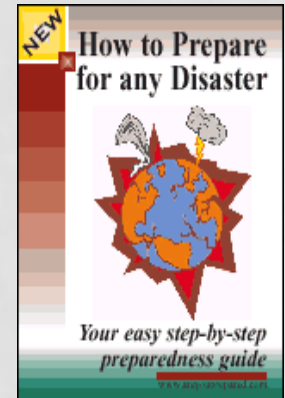 NEW
How to Prepare
for any Disaster
Your easy step-by-step
preparedness guide